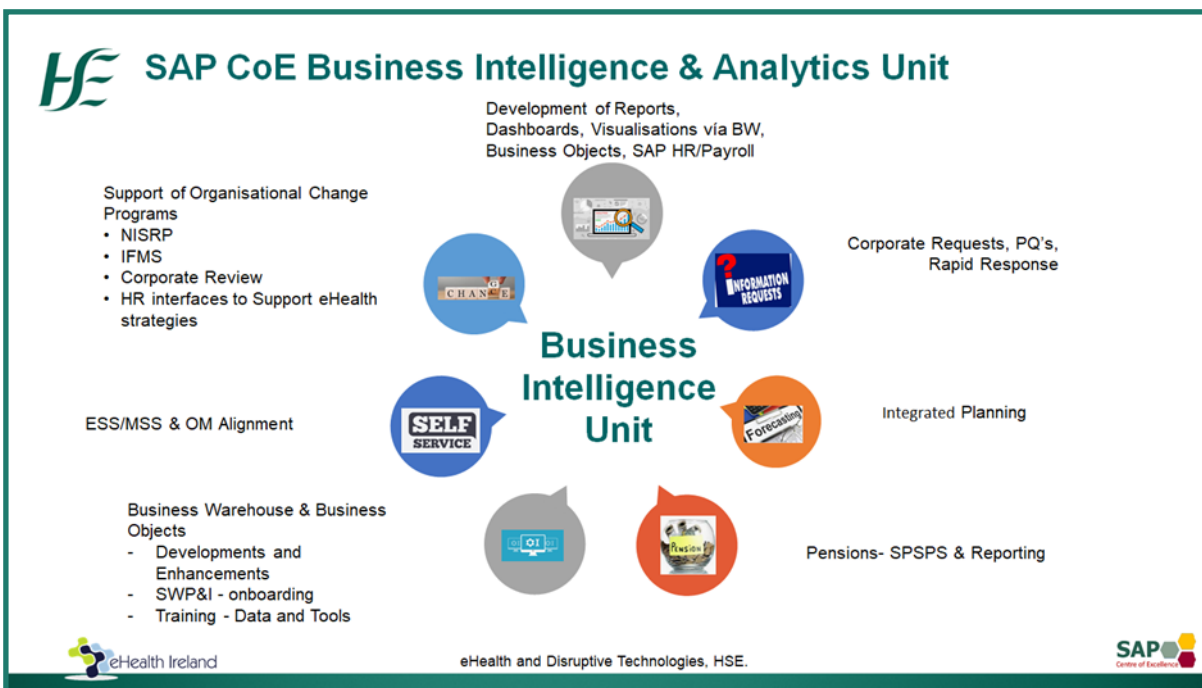 HSE
SAP CoE Business Intelligence & Analytics Unit
Development of Reports,
Dashboards, Visualisations vía BW,
Business Objects, SAP HR/Payroll
Support of Organisational Change
Programs
• NISRP
• IFMS
• Corporate Review
• HR interfaces to Support eHealth
strategies
CHANGE
?
INFORMATION
REQUESTS
Corporate Requests, PQ's,
Rapid Response
Business
Intelligence
Unit
ESS/MSS & OM Alignment
SELF
SERVICE
Forecasting
Integrated Planning
Business Warehouse & Business
Objects
- Developments and
Enhancements
- SWP&I - onboarding
- Training - Data and Tools
PENSION
Pensions- SPSPS & Reporting
eHealth Ireland
eHealth and Disruptive Technologies, HSE.
SAP
Centre of Excellence